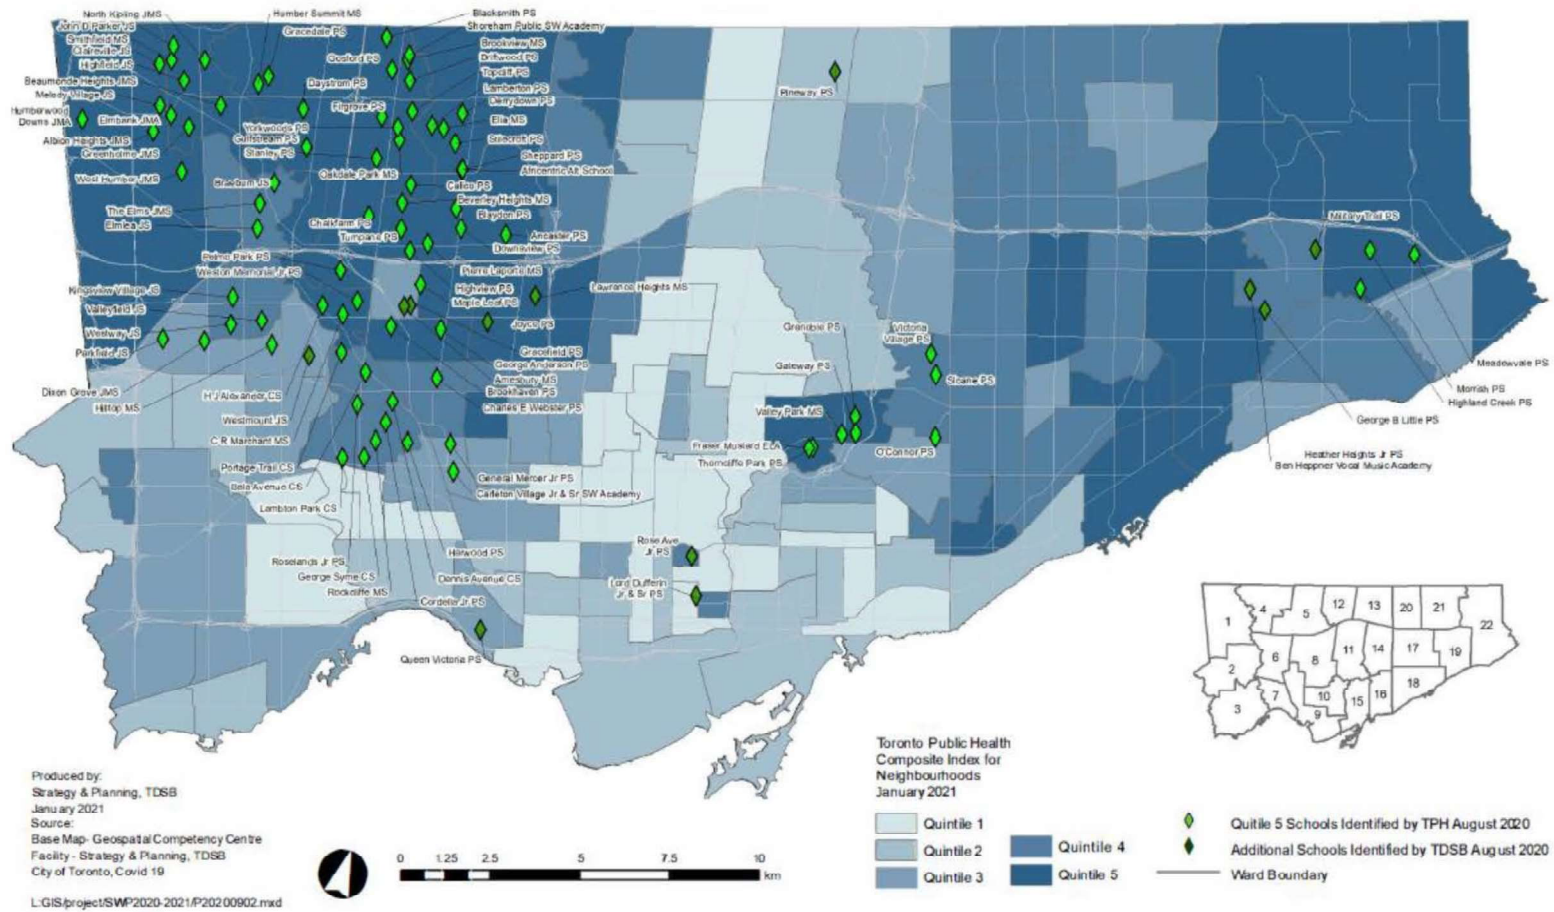 North Kipling JMS
John D Parker JS
Smithfield MS
Claireville JS
Highfield JS
Beaumonde Heights JMS
Melody Village JS
Humberwood
Downs JMA
Elmbank JMA
Albion Heights JMS
Greenholme JMS
West Humber JMS
Braeburn JS
The Elms JMS
Elmlea JS
Humber Summit MS
Gracedale PS
Gosford PS
Daystrom PS
Firgrove PS
Yorkwoods PS
Gulfstream PS
Stanley PS
Oakdale Park MS
Chalkfarm PS
Tumpane PS
Blacksmith PS
Shoreham Public SW Academy
Brookview MS
Driftwood PS
Topcliff PS
Lamberton PS
Derrydown PS
Elia MS
Stilecroft PS
Sheppard PS
Africentric Alt School
Calico PS
Beverley Heights MS
Blaydon PS
Ancaster PS
Downsview PS
Pierre Laporte MS
Highview PS
Maple Leaf PS
Lawrence Heights MS
Joyce PS
Gracefield PS
George Anderson PS
Amesbury MS
Brookhaven PS
Charles E Webster PS
Pelmo Park PS
Weston Memorial Jr PS
Kingsview Village JS
Valleyfield JS
Westway JS
Parkfield JS
Dixon Grove JMS
Hilltop MS
H J Alexander CS
Westmount JS
C R Marchant MS
Portage Trail CS
Bala Avenue CS
Lambton Park CS
Roselands Jr PS
George Syme CS
Rockcliffe MS
General Mercer Jr PS
Carleton Village Jr & Sr SW Academy
Harwood PS
Dennis Avenue CS
Cordella Jr PS
Queen Victoria PS
Pineway PS
Grenoble PS
Gateway PS
Valley Park MS
Fraser Mustard ELA
Thorncliffe Park PS
Victoria
Village PS
Sloane PS
O'Connor PS
Rose Ave
Jr PS
Lord Dufferin
Jr & Sr PS
Military Trail PS
Meadowvale PS
Morrish PS
Highland Creek PS
George B Little PS
Heather Heights Jr PS
Ben Heppner Vocal Music Academy
1
2
3
4
5
6
7
8
9
10
11
12
13
14
15
16
17
18
19
20
21
22
Produced by:
Strategy & Planning, TDSB
January 2021
Source:
Base Map- Geospatial Competency Centre
Facility - Strategy & Planning, TDSB
City of Toronto, Covid 19
L:GIS/project/SWP2020-2021/P20200902.mxd
0 1.25 2.5 5 7.5 10
km
Toronto Public Health
Composite Index for
Neighbourhoods
January 2021
Quintile 1
Quintile 2
Quintile 3
Quintile 4
Quintile 5
Quitile 5 Schools Identified by TPH August 2020
Additional Schools Identified by TDSB August 2020
Ward Boundary